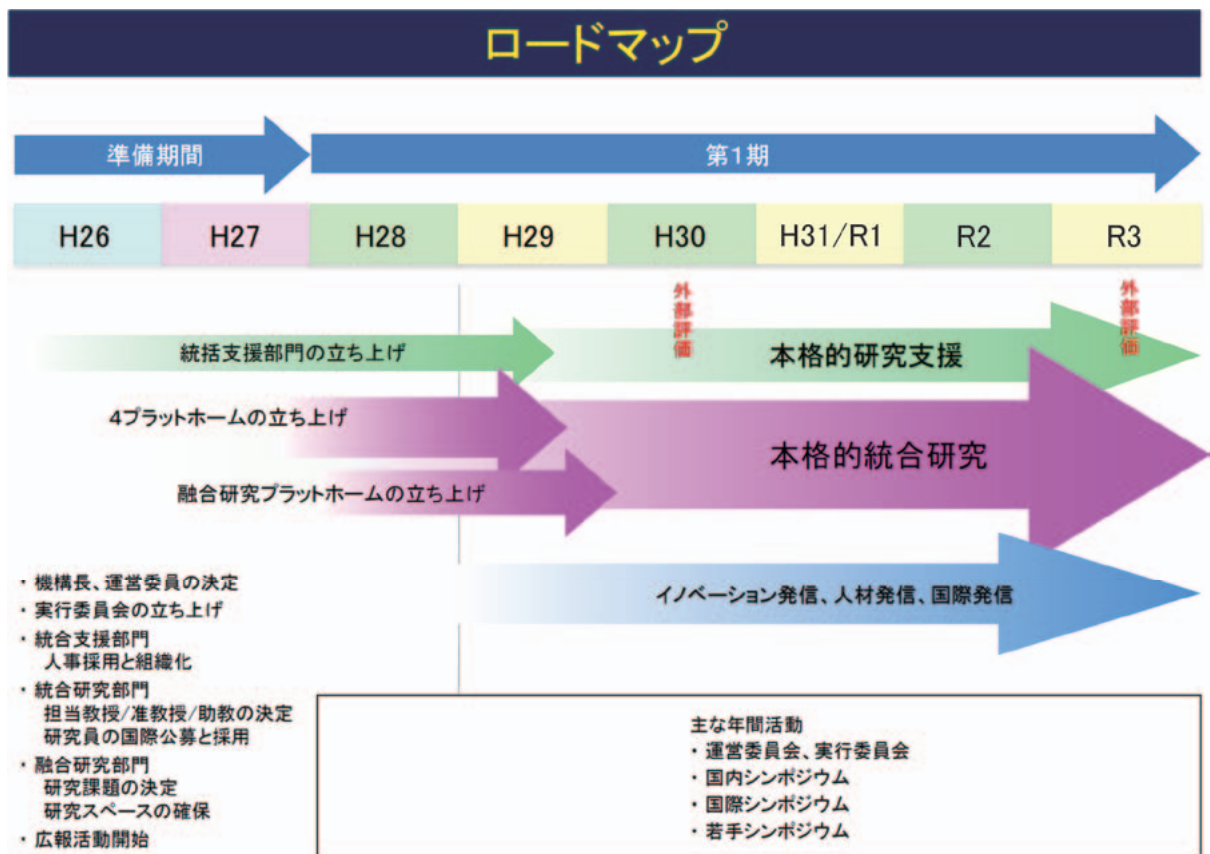 ロードマップ
準備期間
第1期
H26
H27
H28
H29
H30
H31/R1
R2
R3
外部評価
外部評価
統括支援部門の立ち上げ
本格的研究支援
4プラットホームの立ち上げ
本格的統合研究
融合研究プラットホームの立ち上げ
イノベーション発信、人材発信、国際発信
・機構長、運営委員の決定
・実行委員会の立ち上げ
・統合支援部門
人事採用と組織化
・統合研究部門
担当教授/准教授/助教の決定
研究員の国際公募と採用
・融合研究部門
研究課題の決定
研究スペースの確保
・広報活動開始
主な年間活動
・運営委員会、実行委員会
・国内シンポジウム
・国際シンポジウム
・若手シンポジウム